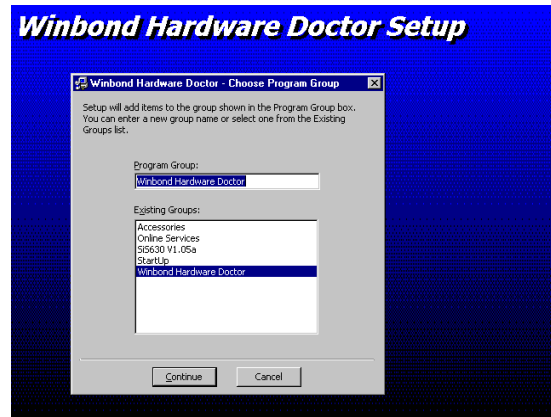 Winbond Hardware Doctor Setup
Winbond Hardware Doctor - Choose Program Group
Setup will add items to the group shown in the Program Group box.
You can enter a new group name or select one from the Existing
Groups list.
Program Group:
Winbond Hardware Doctor
Existing Groups:
Accessories
Online Services
SiS630 V1.05a
StartUp
Winbond Hardware Doctor
Continue
Cancel